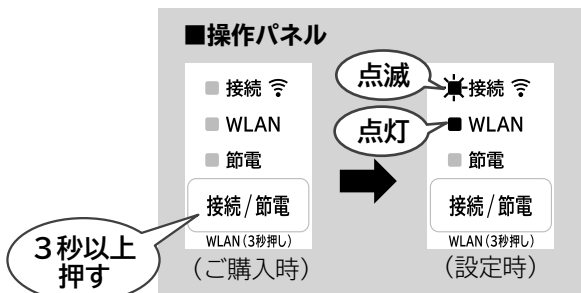 ■操作パネル
接続
WLAN
節電
接続/節電
WLAN(3秒押し)
(ご購入時)
3秒以上
押す
点滅
点灯
接続
WLAN
節電
接続/節電
WLAN(3秒押し)
(設定時)